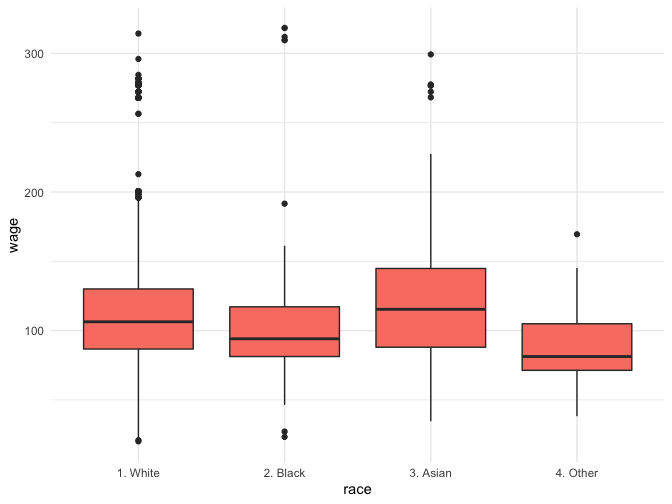 300
200
100
wage
1. White
2. Black
3. Asian
4. Other
race